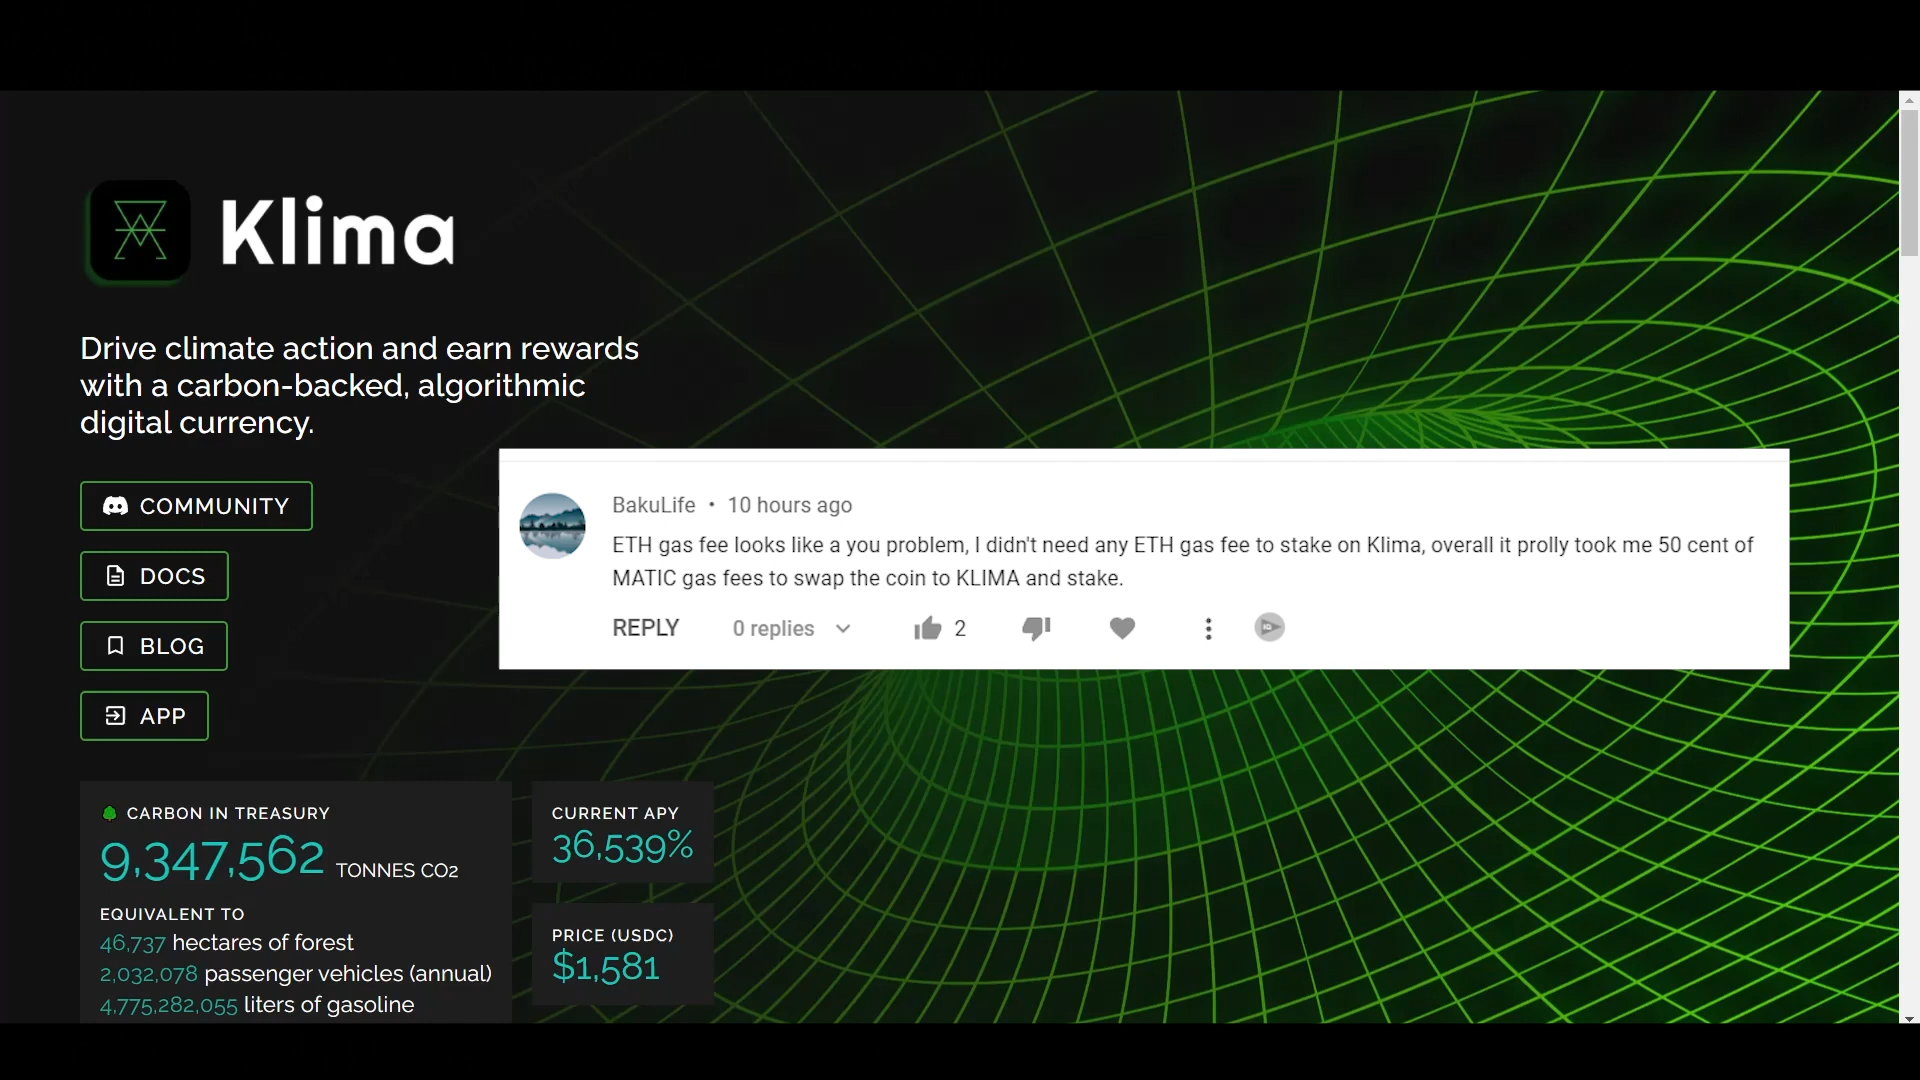 Klima
Drive climate action and earn rewards
with a carbon-backed, algorithmic
digital currency.
COMMUNITY
DOCS
BLOG
APP
BakuLife • 10 hours ago
ETH gas fee looks like a you problem, I didn't need any ETH gas fee to stake on Klima, overall it prolly took me 50 cent of
MATIC gas fees to swap the coin to KLIMA and stake.
REPLY 0 replies 2
CARBON IN TREASURY
9,347,562 TONNES CO2
EQUIVALENT TO
46,737 hectares of forest
2,032,078 passenger vehicles (annual)
4,775,282,055 liters of gasoline
CURRENT APY
36,539%
PRICE (USDC)
$1,581